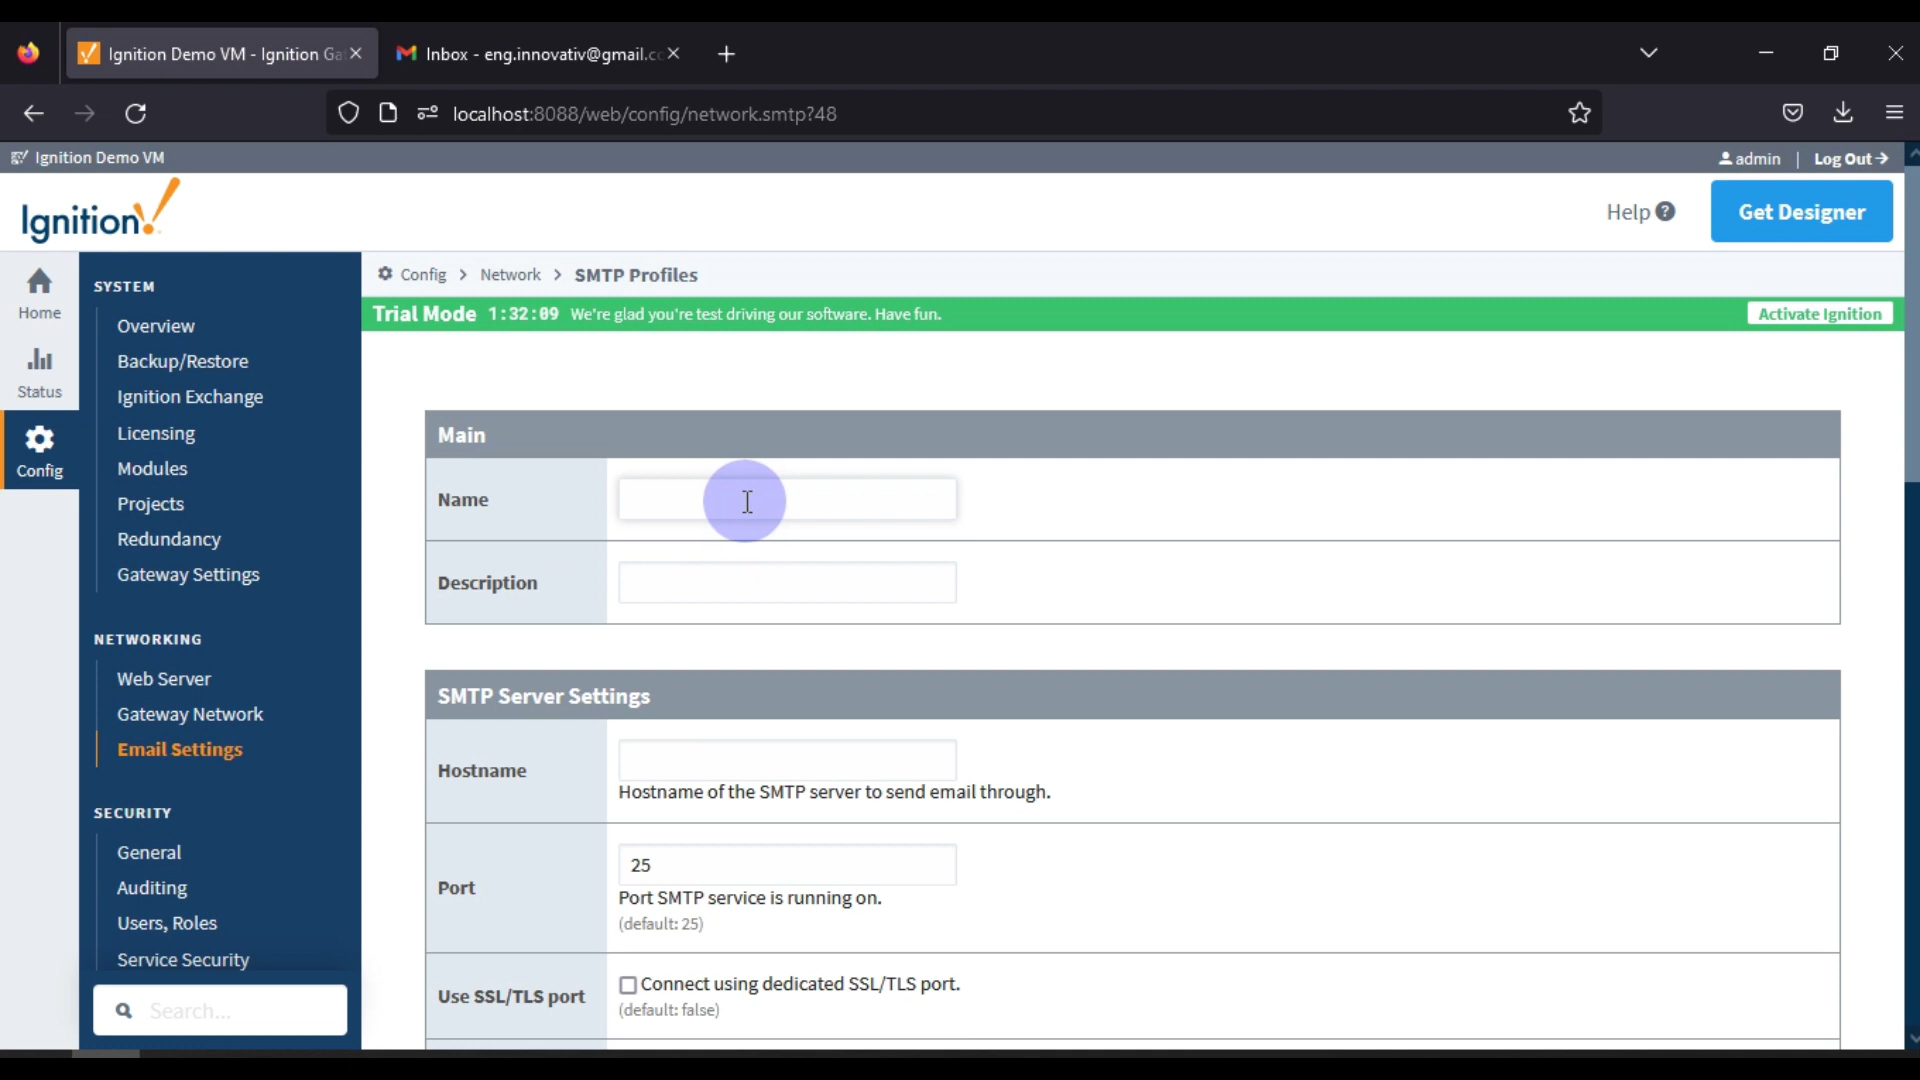 Ignition Demo VM - Ignition Ga
Inbox - eng.innovativ@gmail.co
localhost:8088/web/config/network.smtp?48
Ignition Demo VM
admin | Log Out
Ignition!
Help ?
Get Designer
Home
Status
Config
SYSTEM
Overview
Backup/Restore
Ignition Exchange
Licensing
Modules
Projects
Redundancy
Gateway Settings
NETWORKING
Web Server
Gateway Network
Email Settings
SECURITY
General
Auditing
Users, Roles
Service Security
Search...
Config > Network > SMTP Profiles
Trial Mode 1:32:09 We're glad you're test driving our software. Have fun.
Activate Ignition
Main
Name
Description
SMTP Server Settings
Hostname
Hostname of the SMTP server to send email through.
Port
25
Port SMTP service is running on.
(default: 25)
Use SSL/TLS port
Connect using dedicated SSL/TLS port.
(default: false)